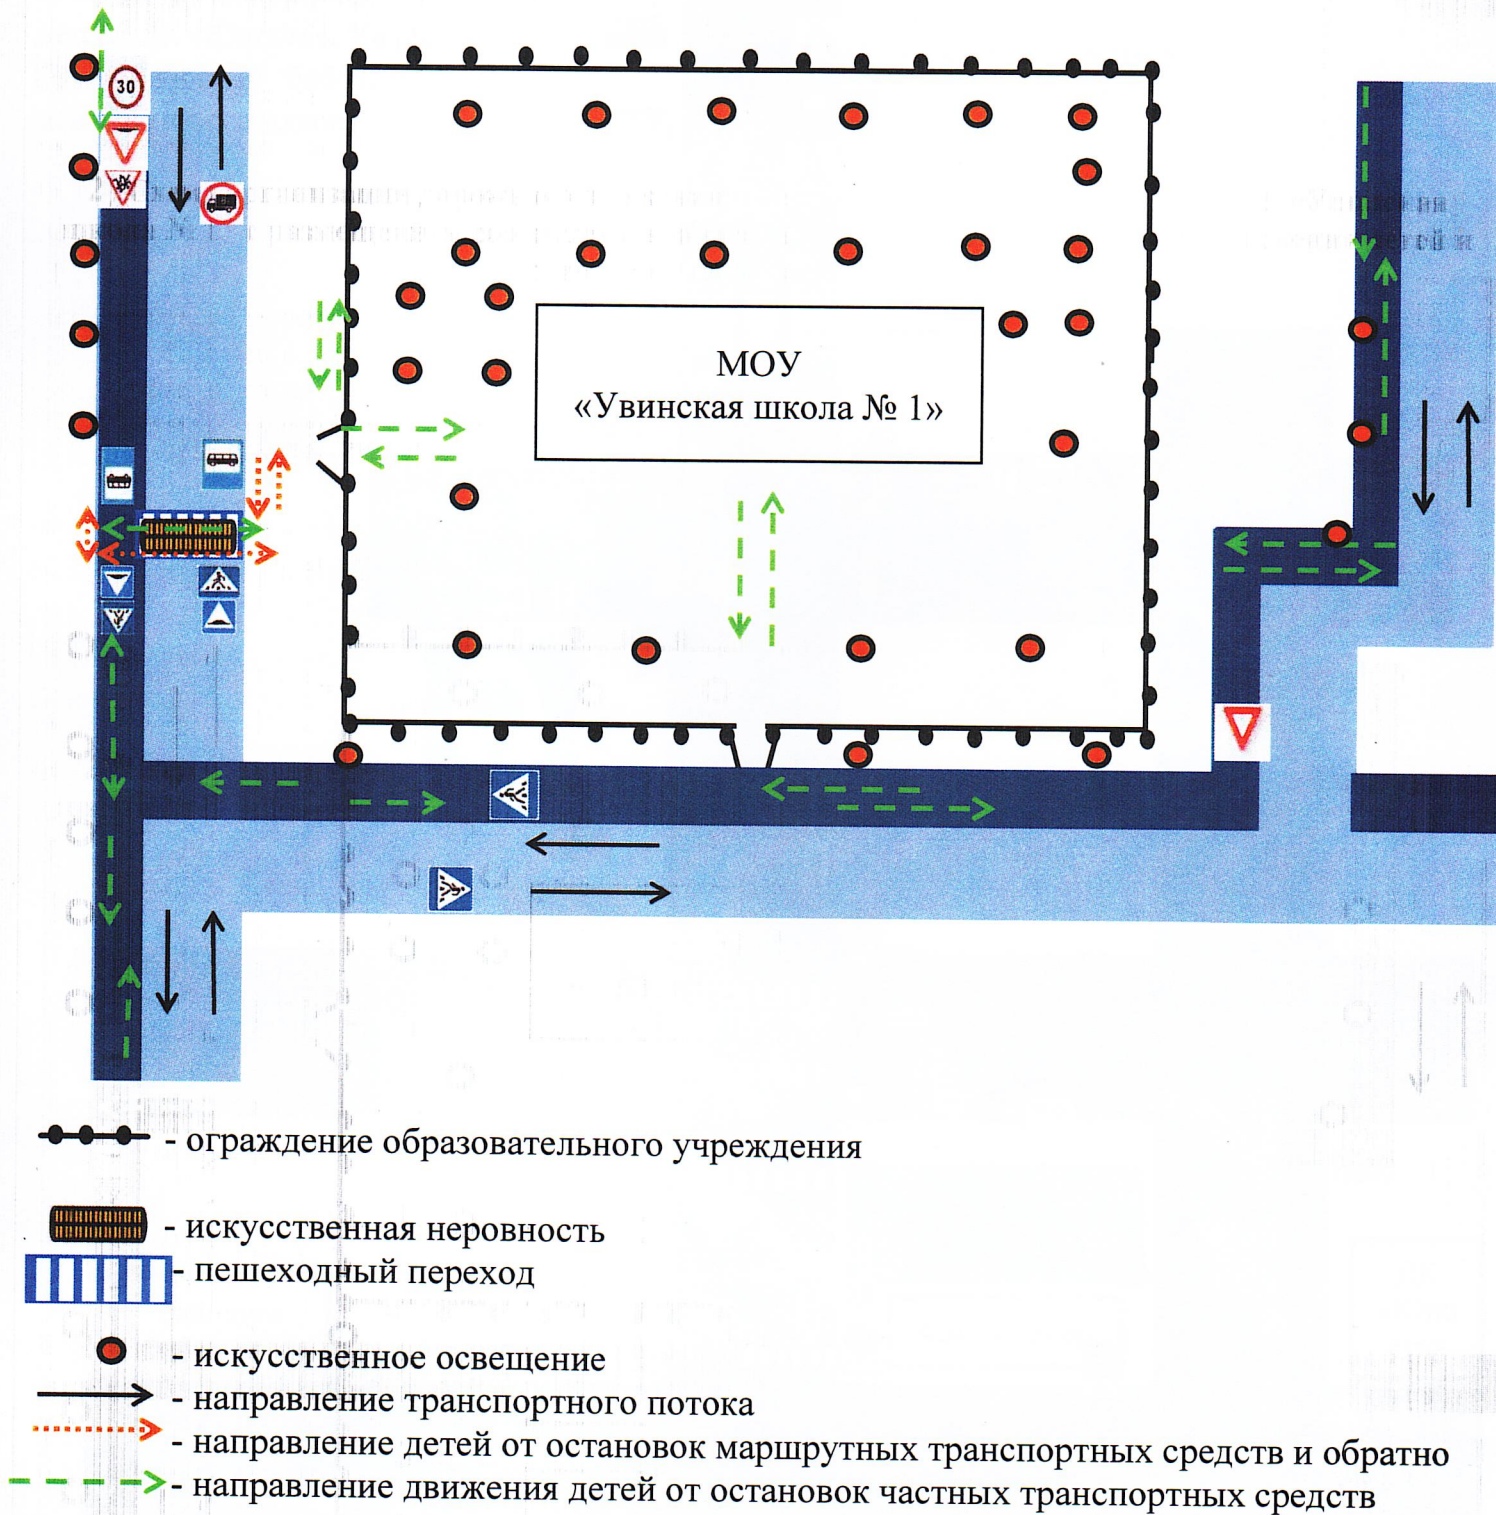 30
МОУ
«Увинская школа № 1»
- ограждение образовательного учреждения
- искусственная неровность
- пешеходный переход
- искусственное освещение
- направление транспортного потока
- направление детей от остановок маршрутных транспортных средств и обратно
- направление движения детей от остановок частных транспортных средств